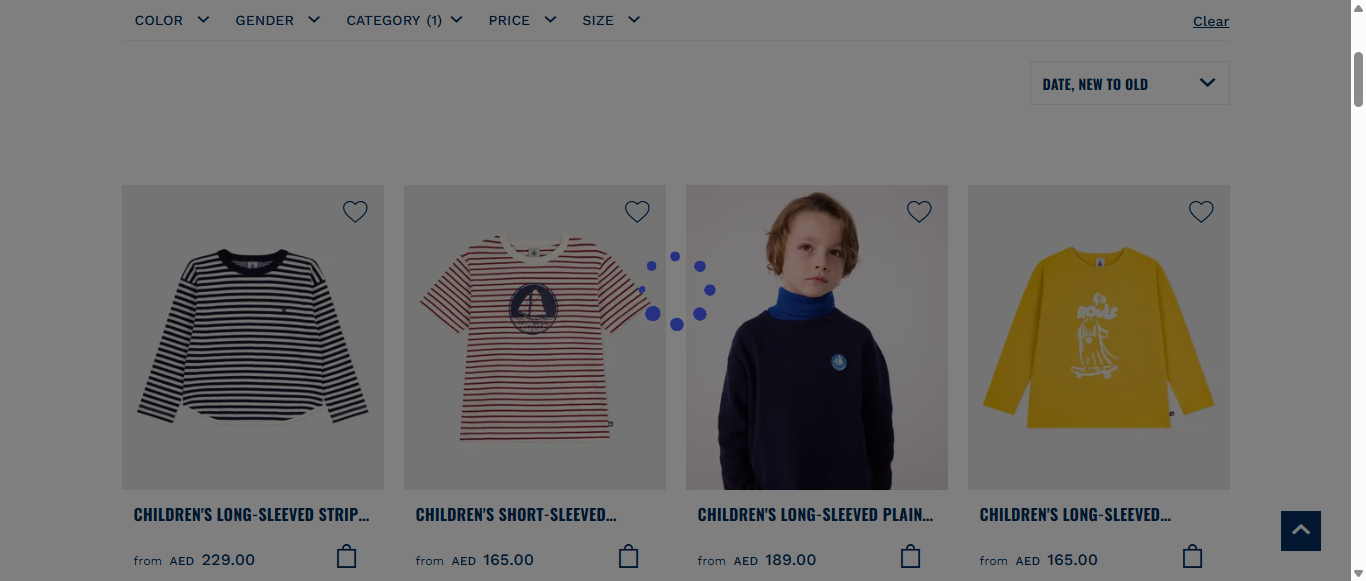 COLOR GENDER CATEGORY (1) PRICE SIZE Clear
DATE, NEW TO OLD
CHILDREN'S LONG-SLEEVED STRIP... CHILDREN'S SHORT-SLEEVED... CHILDREN'S LONG-SLEEVED PLAIN... CHILDREN'S LONG-SLEEVED...
from AED 229.00 from AED 165.00 from AED 189.00 from AED 165.00